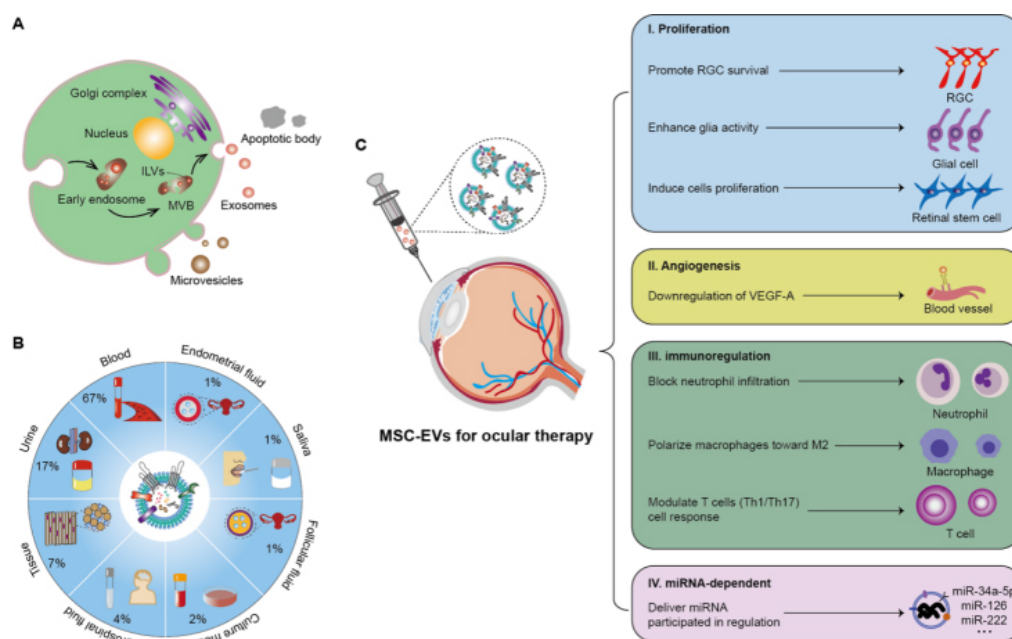 A
Golgi complex
Nucleus
ILVs
Early endosome
MVB
Apoptotic body
Exosomes
Microvesicles
B
Blood
67%
Endometrial fluid
1%
Saliva
1%
Follicular fluid
1%
2%
4%
Tissue
7%
Urine
17%
C
MSC-EVs for ocular therapy
I. Proliferation
Promote RGC survival
RGC
Enhance glia activity
Glial cell
Induce cells proliferation
Retinal stem cell
II. Angiogenesis
Downregulation of VEGF-A
Blood vessel
III. immunoregulation
Block neutrophil infiltration
Neutrophil
Polarize macrophages toward M2
Macrophage
Modulate T cells (Th1/Th17)
cell response
T cell
IV. miRNA-dependent
Deliver miRNA
participated in regulation
miR-34a-5p
miR-126
miR-222
...